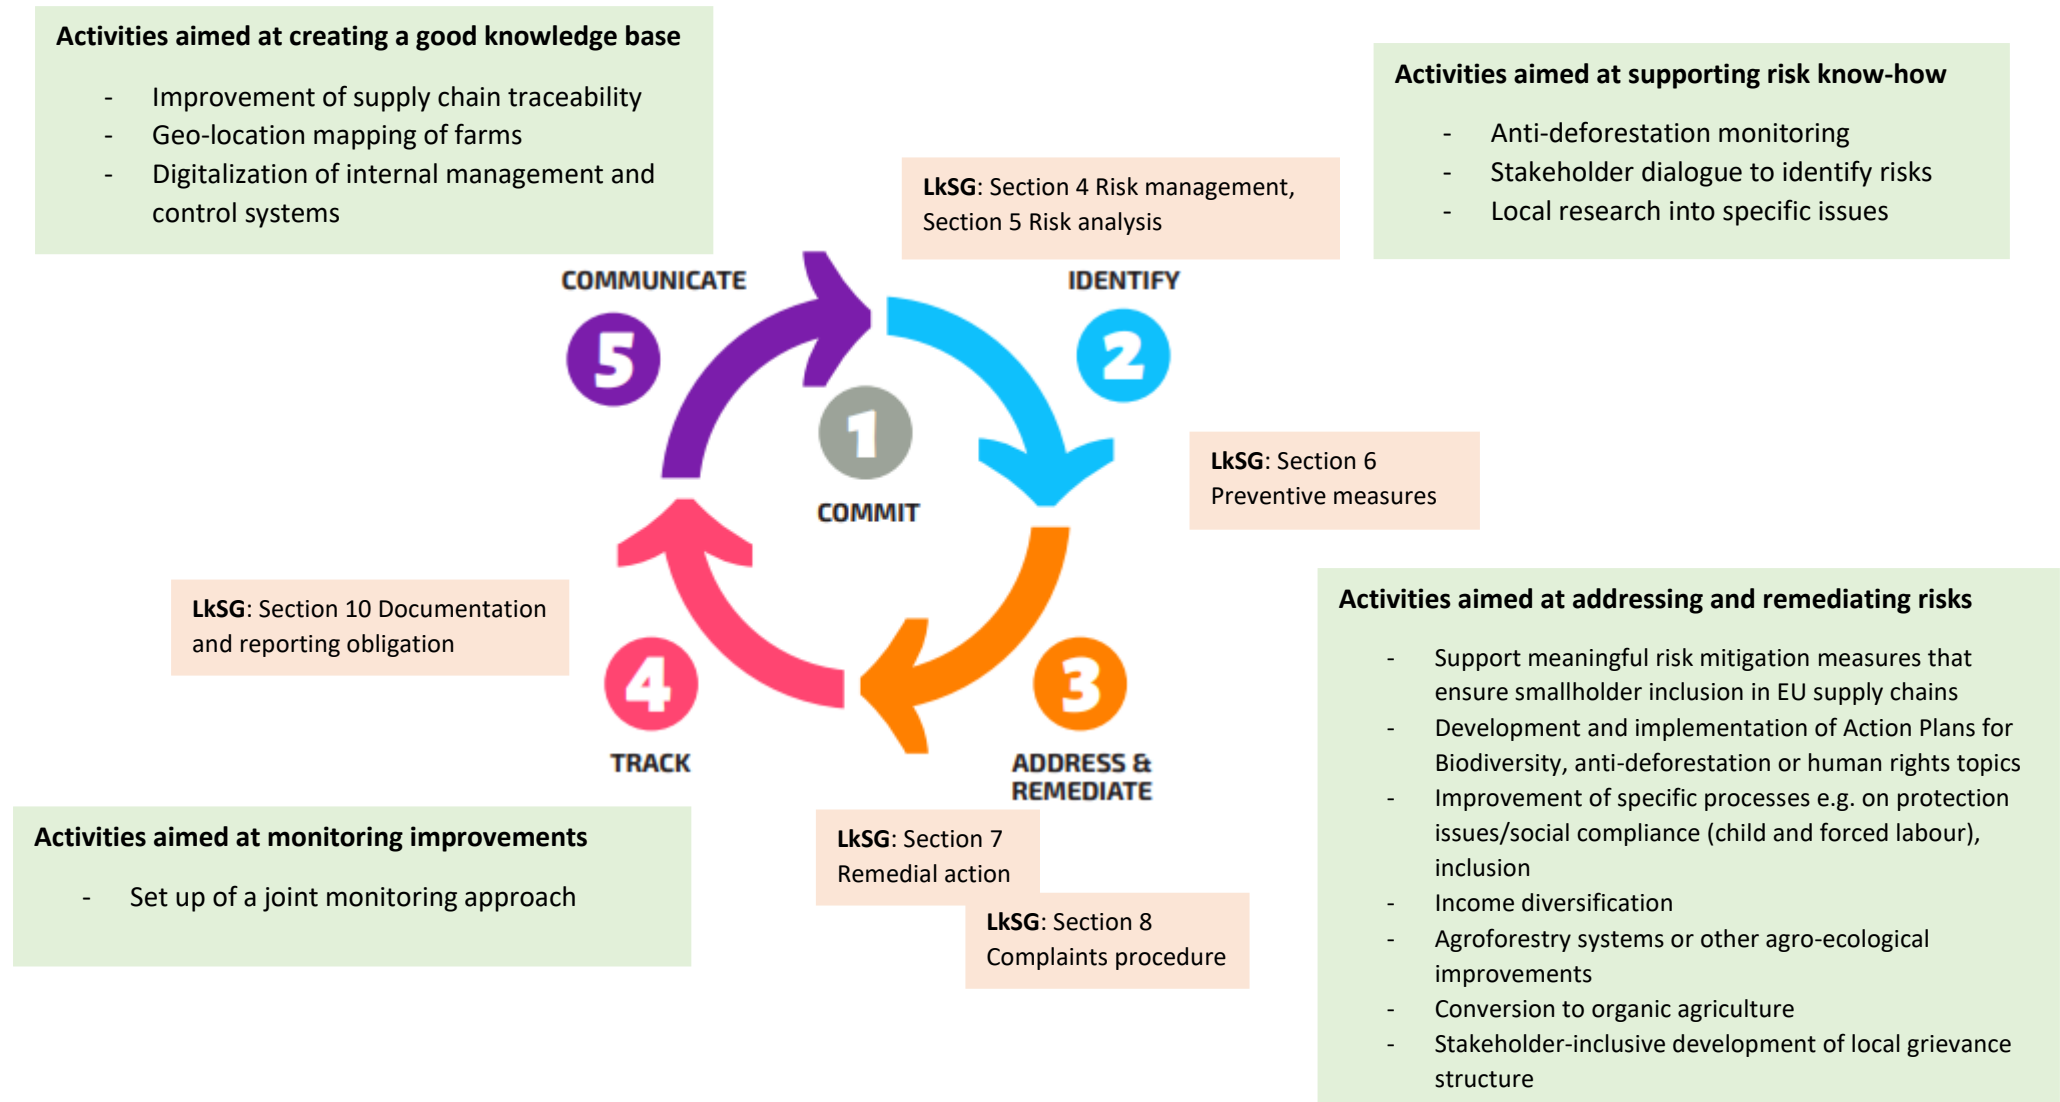 Activities aimed at creating a good knowledge base
- Improvement of supply chain traceability
- Geo-location mapping of farms
- Digitalization of internal management and
control systems
Activities aimed at supporting risk know-how
- Anti-deforestation monitoring
- Stakeholder dialogue to identify risks
- Local research into specific issues
LkSG: Section 4 Risk management,
Section 5 Risk analysis
COMMUNICATE
5
IDENTIFY
2
1
COMMIT
LkSG: Section 6
Preventive measures
LkSG: Section 10 Documentation
and reporting obligation
4
TRACK
3
ADDRESS &
REMEDIATE
Activities aimed at addressing and remediating risks
- Support meaningful risk mitigation measures that
ensure smallholder inclusion in EU supply chains
- Development and implementation of Action Plans for
Biodiversity, anti-deforestation or human rights topics
- Improvement of specific processes e.g. on protection
issues/social compliance (child and forced labour),
inclusion
- Income diversification
- Agroforestry systems or other agro-ecological
improvements
- Conversion to organic agriculture
- Stakeholder-inclusive development of local grievance
structure
Activities aimed at monitoring improvements
- Set up of a joint monitoring approach
LkSG: Section 7
Remedial action
LkSG: Section 8
Complaints procedure